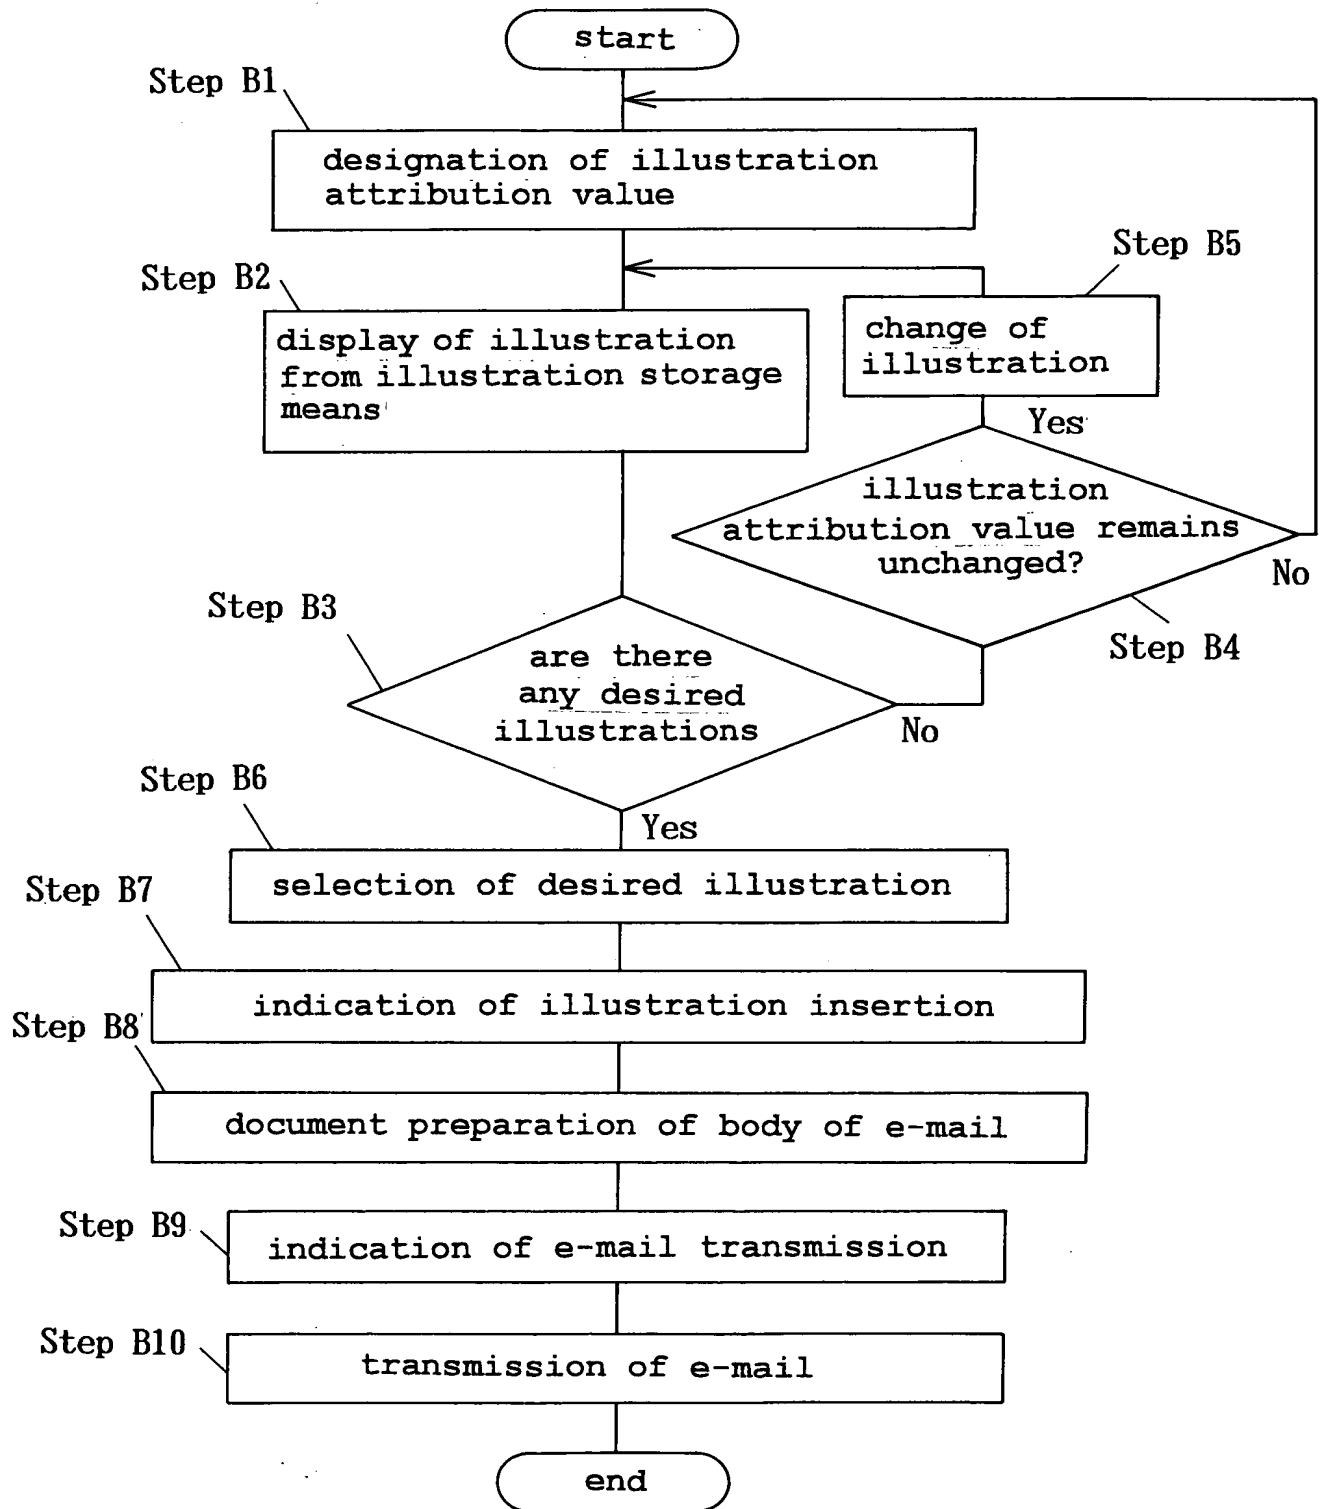 start
Step B1
designation of illustration
attribution value
Step B5
Step B2
display of illustration
from illustration storage
means
change of
illustration
Yes
illustration
attribution value remains
unchanged?
No
Step B3
Step B4
are there
any desired
illustrations
No
Step B6
Yes
selection of desired illustration
Step B7
indication of illustration insertion
Step B8
document preparation of body of e-mail
Step B9
indication of e-mail transmission
Step B10
transmission of e-mail
end